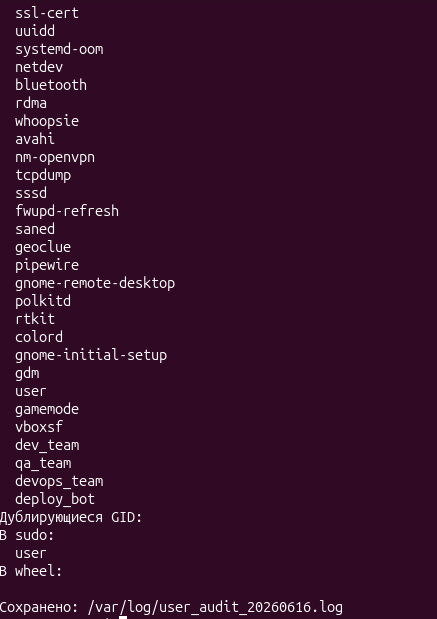 ssl-cert
uuidd
systemd-oom
netdev
bluetooth
rdma
whoopsie
avahi
nm-openvpn
tcpdump
sssd
fwupd-refresh
saned
geoclue
pipewire
gnome-remote-desktop
polkitd
rtkit
colord
gnome-initial-setup
gdm
user
gamemode
vboxsf
dev_team
qa_team
devops_team
deploy_bot
Дублирующиеся GID:
В sudo:
user
В wheel:
Сохранено: /var/log/user_audit_20260616.log